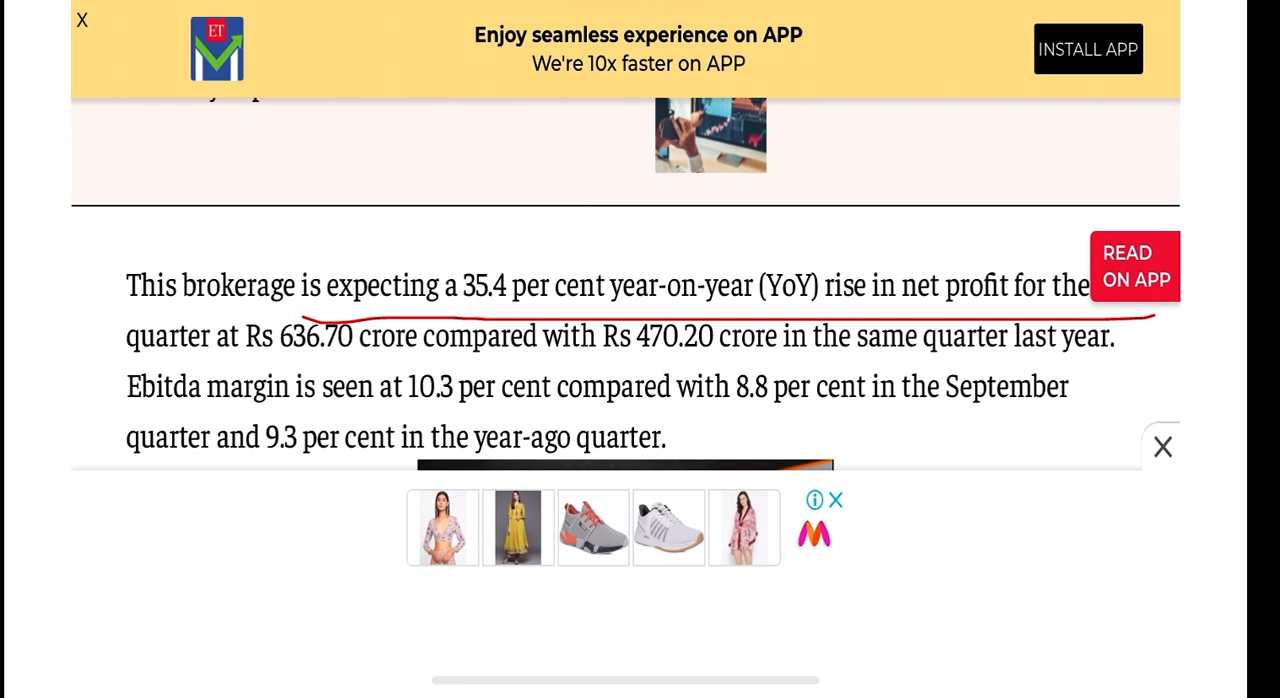 X
ET
Enjoy seamless experience on APP
We're 10x faster on APP
INSTALL APP
READ
ON APP
This brokerage is expecting a 35.4 per cent year-on-year (YoY) rise in net profit for the
quarter at Rs 636.70 crore compared with Rs 470.20 crore in the same quarter last year.
Ebitda margin is seen at 10.3 per cent compared with 8.8 per cent in the September
quarter and 9.3 per cent in the year-ago quarter.